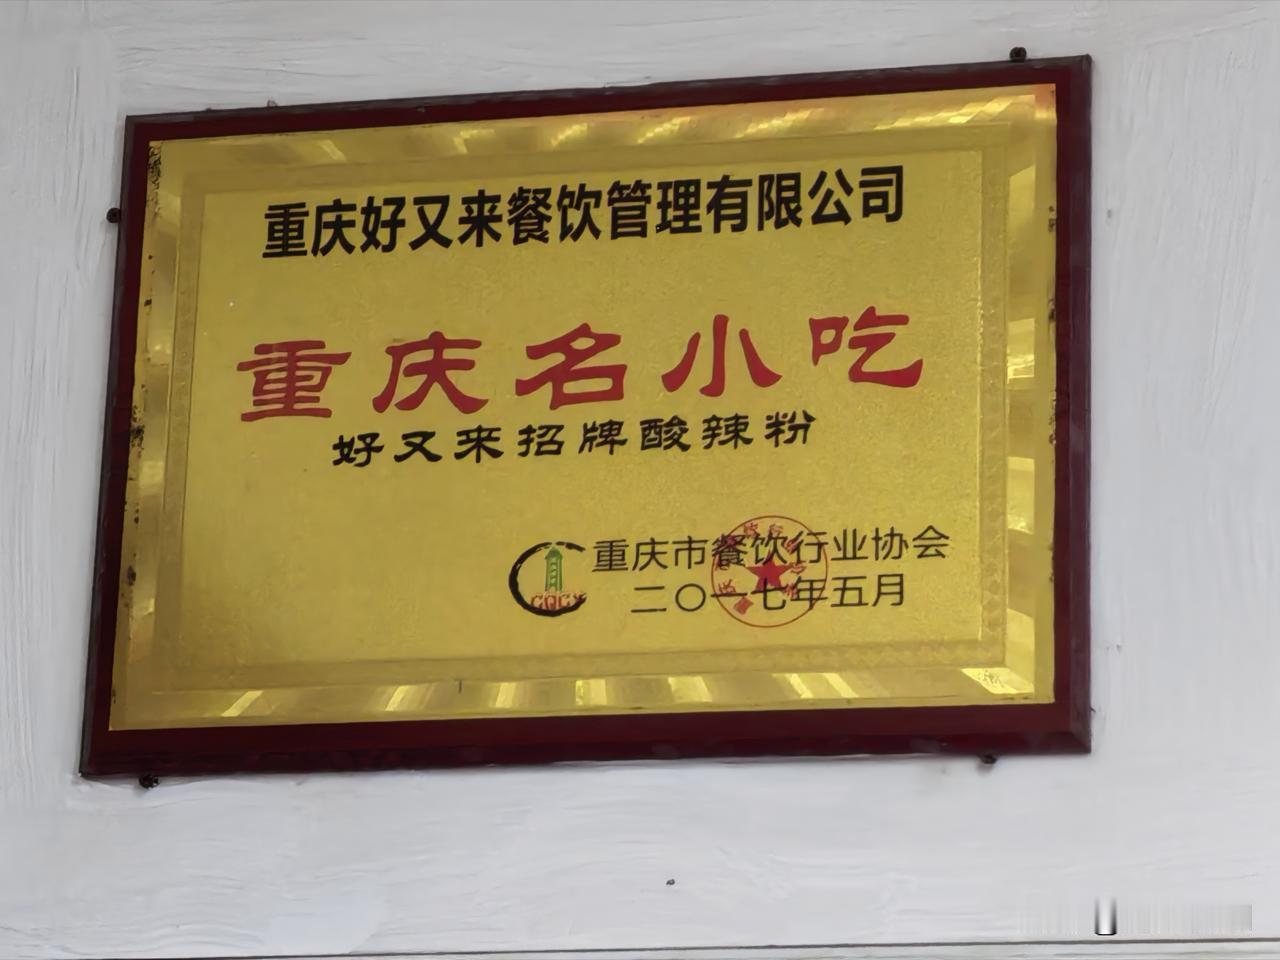 重庆好又来餐饮管理有限公司
重庆名小吃
好又来招牌酸辣粉
重庆市餐饮行业协会
二〇一七年五月
CQCY